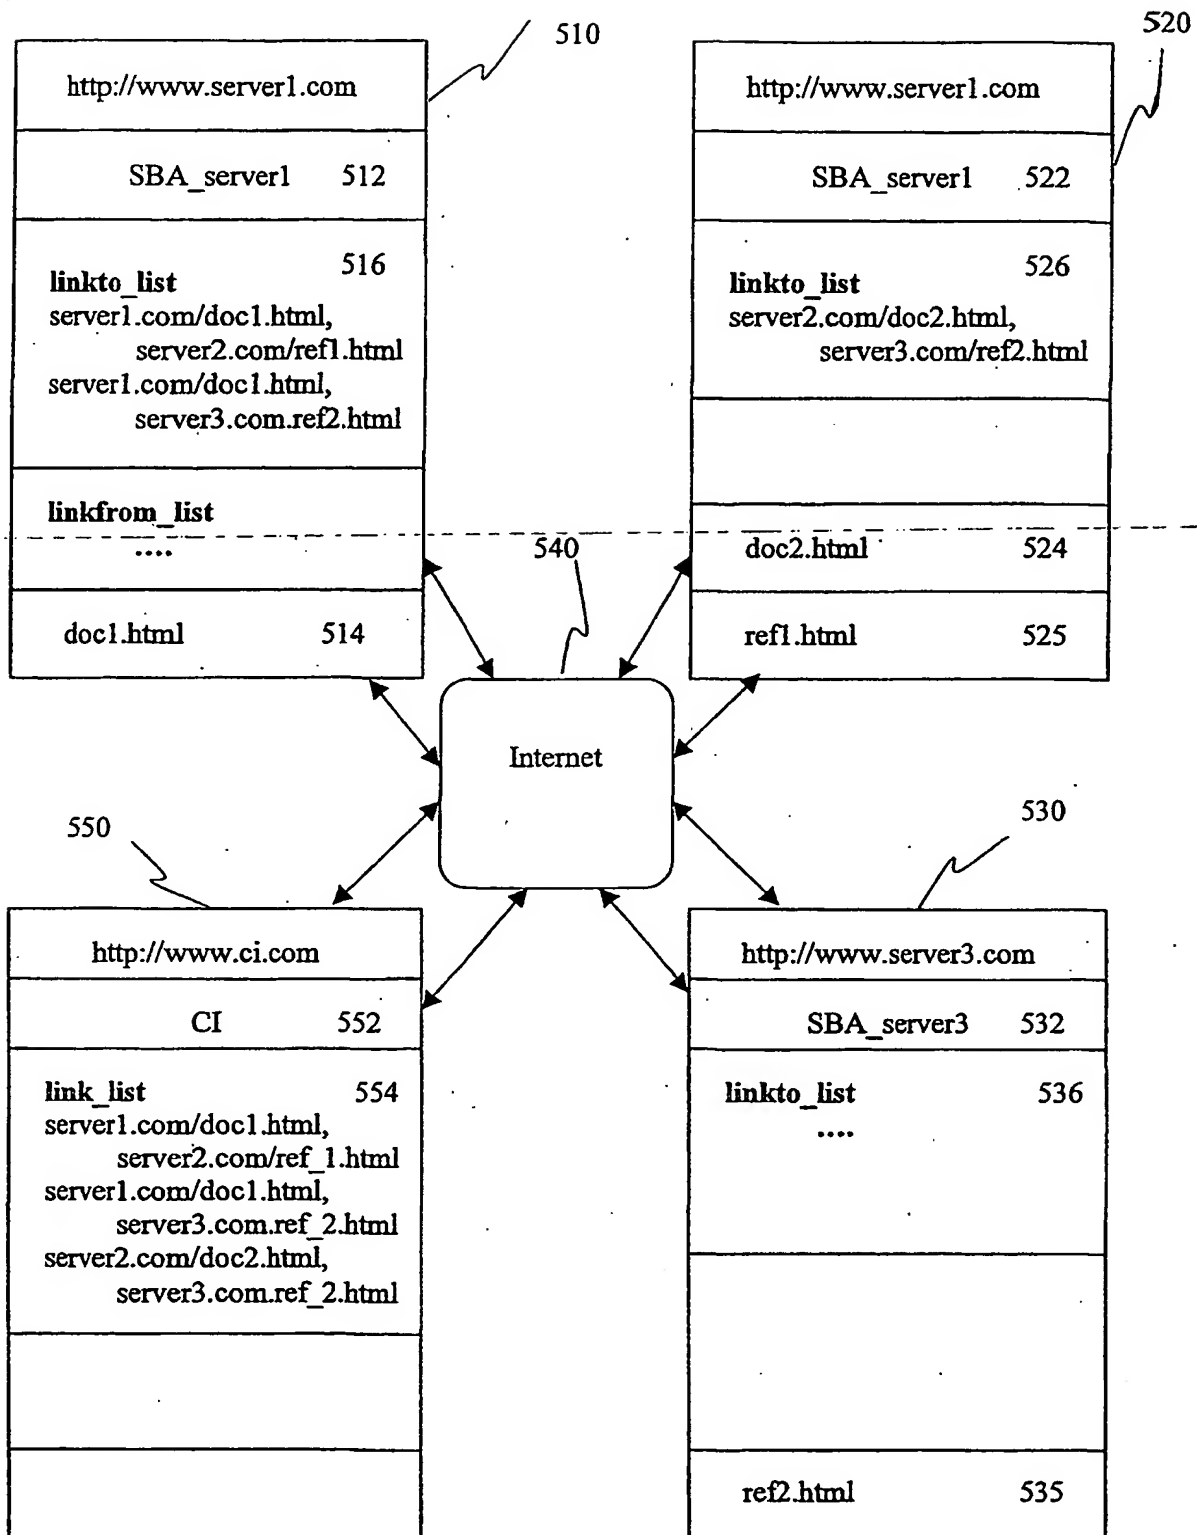 510
http://www.server1.com
SBA_server1 512
516
linkto_list
server1.com/doc1.html,
server2.com/ref1.html
server1.com/doc1.html,
server3.com.ref2.html
linkfrom_list
....
doc1.html 514
520
http://www.server1.com
SBA_server1 522
526
linkto_list
server2.com/doc2.html,
server3.com/ref2.html
doc2.html 524
ref1.html 525
540
Internet
550
http://www.ci.com
CI 552
link_list 554
server1.com/doc1.html,
server2.com/ref_1.html
server1.com/doc1.html,
server3.com.ref_2.html
server2.com/doc2.html,
server3.com.ref_2.html
530
http://www.server3.com
SBA_server3 532
linkto_list 536
....
ref2.html 535